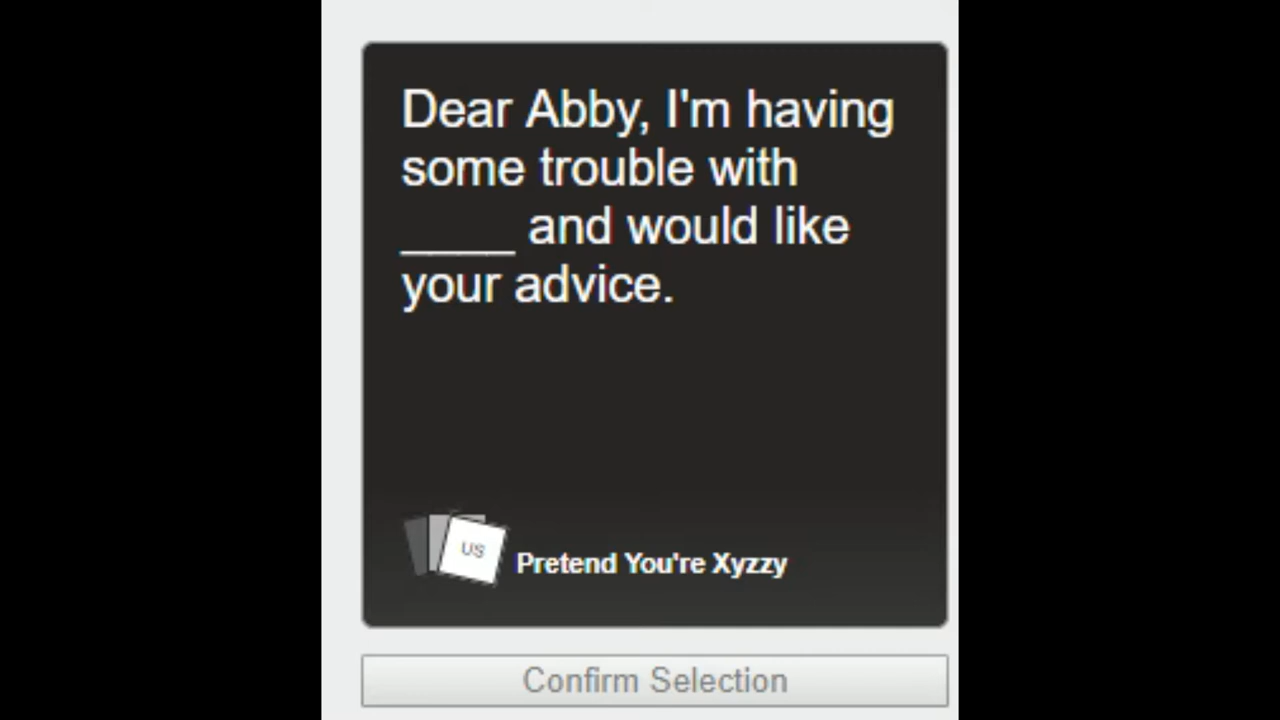 Dear Abby, I'm having
some trouble with
____ and would like
your advice.
US
Pretend You're Xyzzy
Confirm Selection